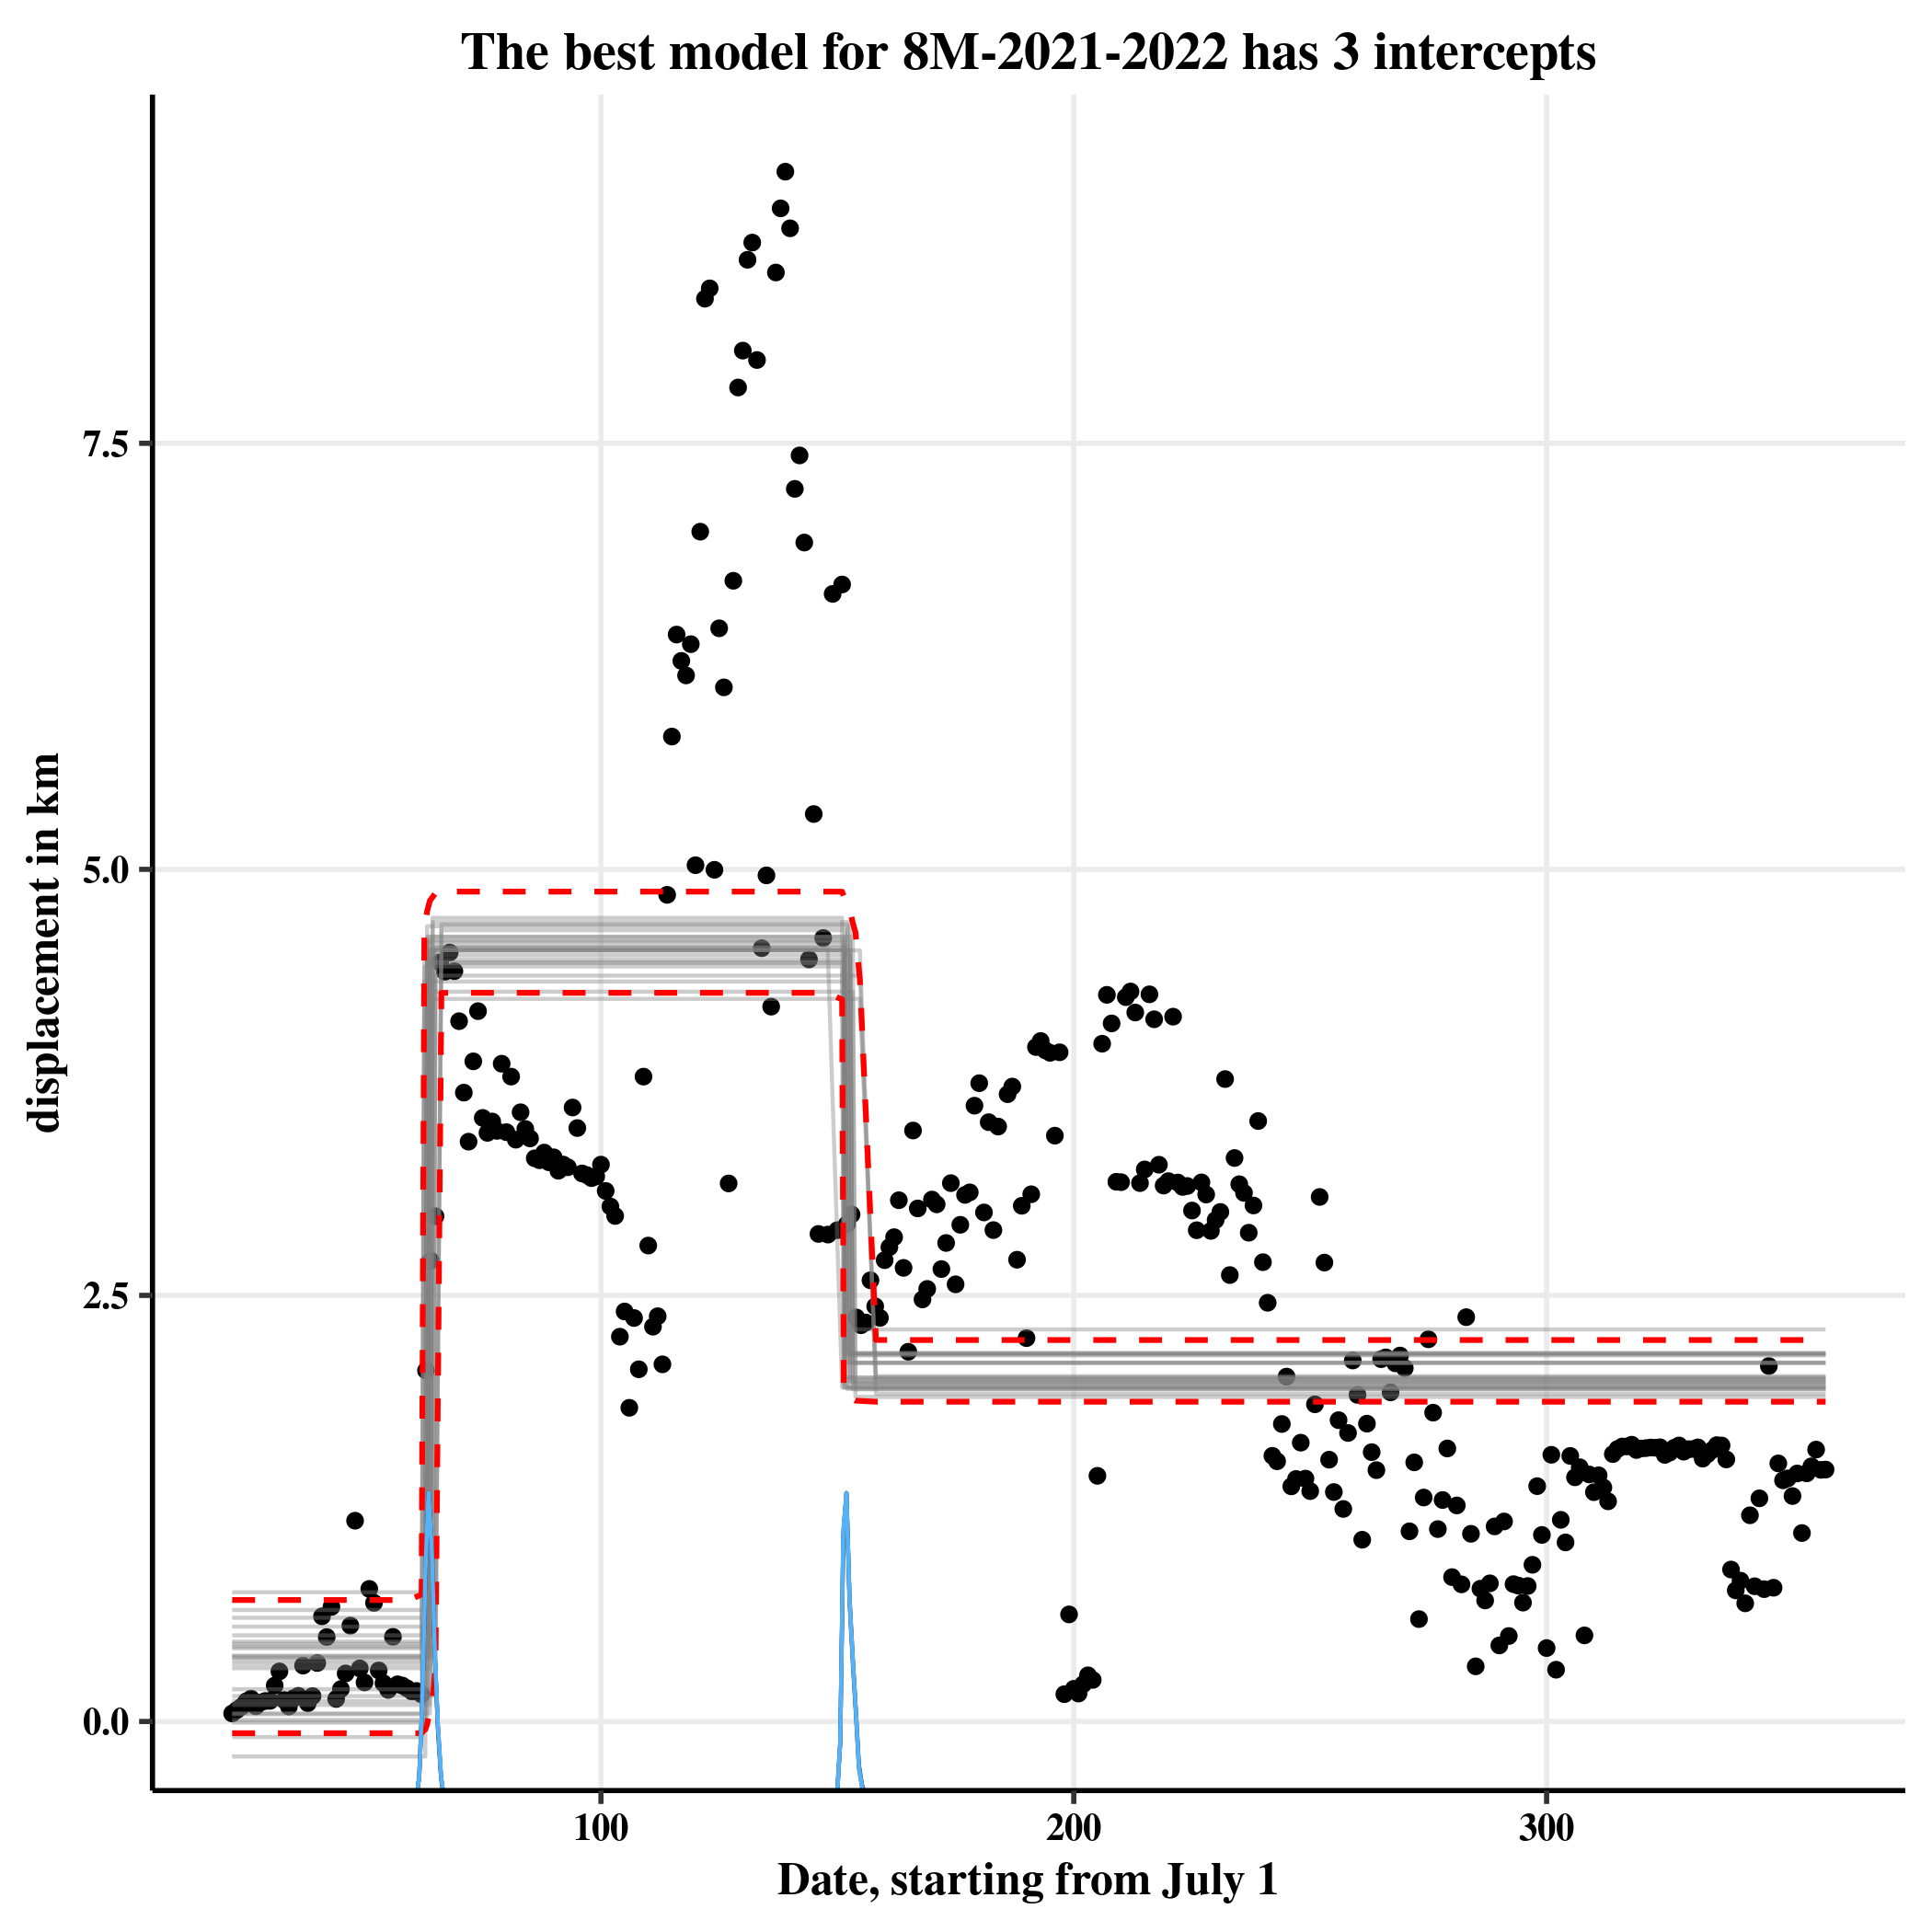 The best model for 8M-2021-2022 has 3 intercepts
displacement in km
7.5
5.0
2.5
0.0
100
200
300
Date, starting from July 1